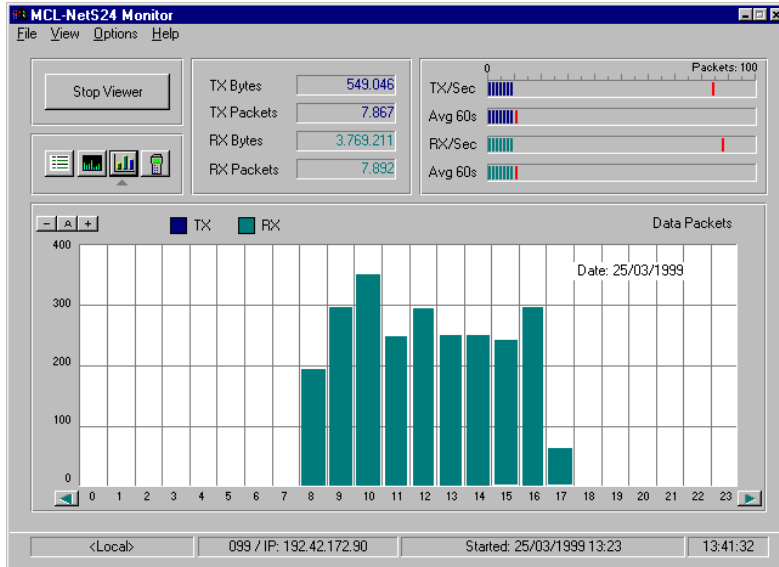 MCL-NetS24 Monitor
File View Options Help
Stop Viewer
TX Bytes 549.046
TX Packets 7.867
RX Bytes 3.769.211
RX Packets 7.892
0 Packets: 100
TX/Sec
Avg 60s
RX/Sec
Avg 60s
- A +
TX RX
Data Packets
400
Date: 25/03/1999
300
200
100
0
0 1 2 3 4 5 6 7 8 9 10 11 12 13 14 15 16 17 18 19 20 21 22 23
<Local> 099 / IP: 192.42.172.90 Started: 25/03/1999 13:23 13:41:32